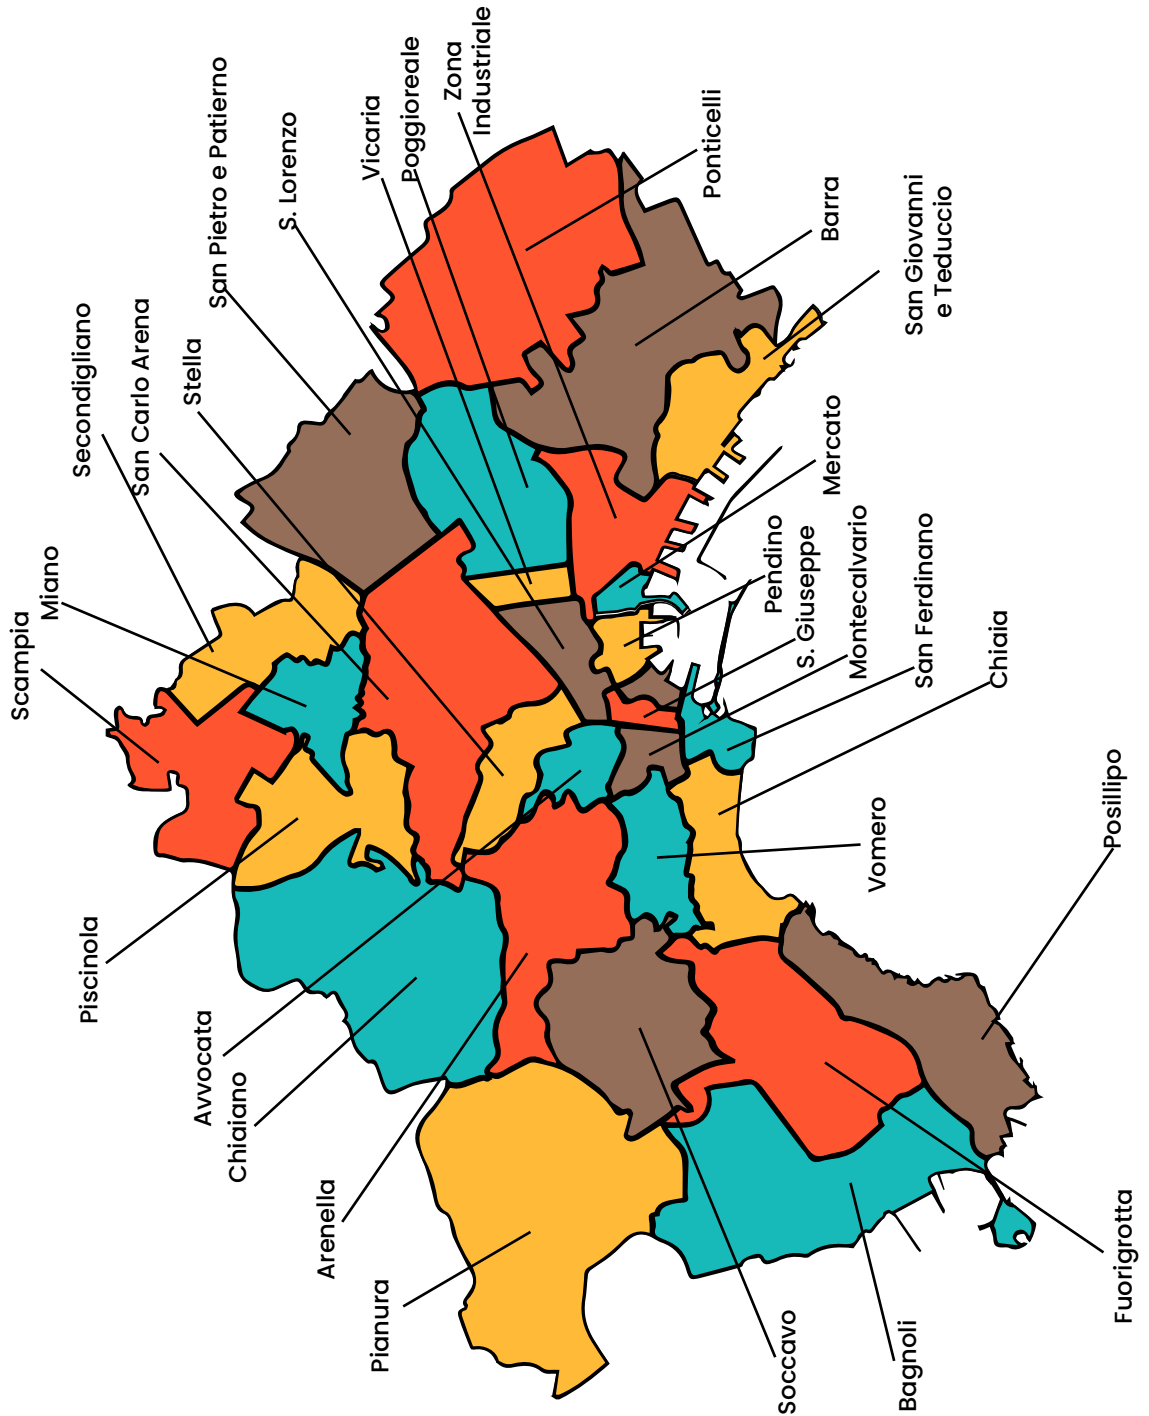 Scampia
Miano
Secondigliano
San Carlo Arena
Stella
San Pietro e Patierno
S. Lorenzo
Vicaria
Poggioreale
Zona
Industriale
Ponticelli
Barra
San Giovanni
e Teduccio
Mercato
Pendino
S. Giuseppe
Montecalvario
San Ferdinano
Chiaia
Vomero
Posillipo
Piscinola
Avvocata
Chiaiano
Arenella
Pianura
Soccavo
Bagnoli
Fuorigrotta